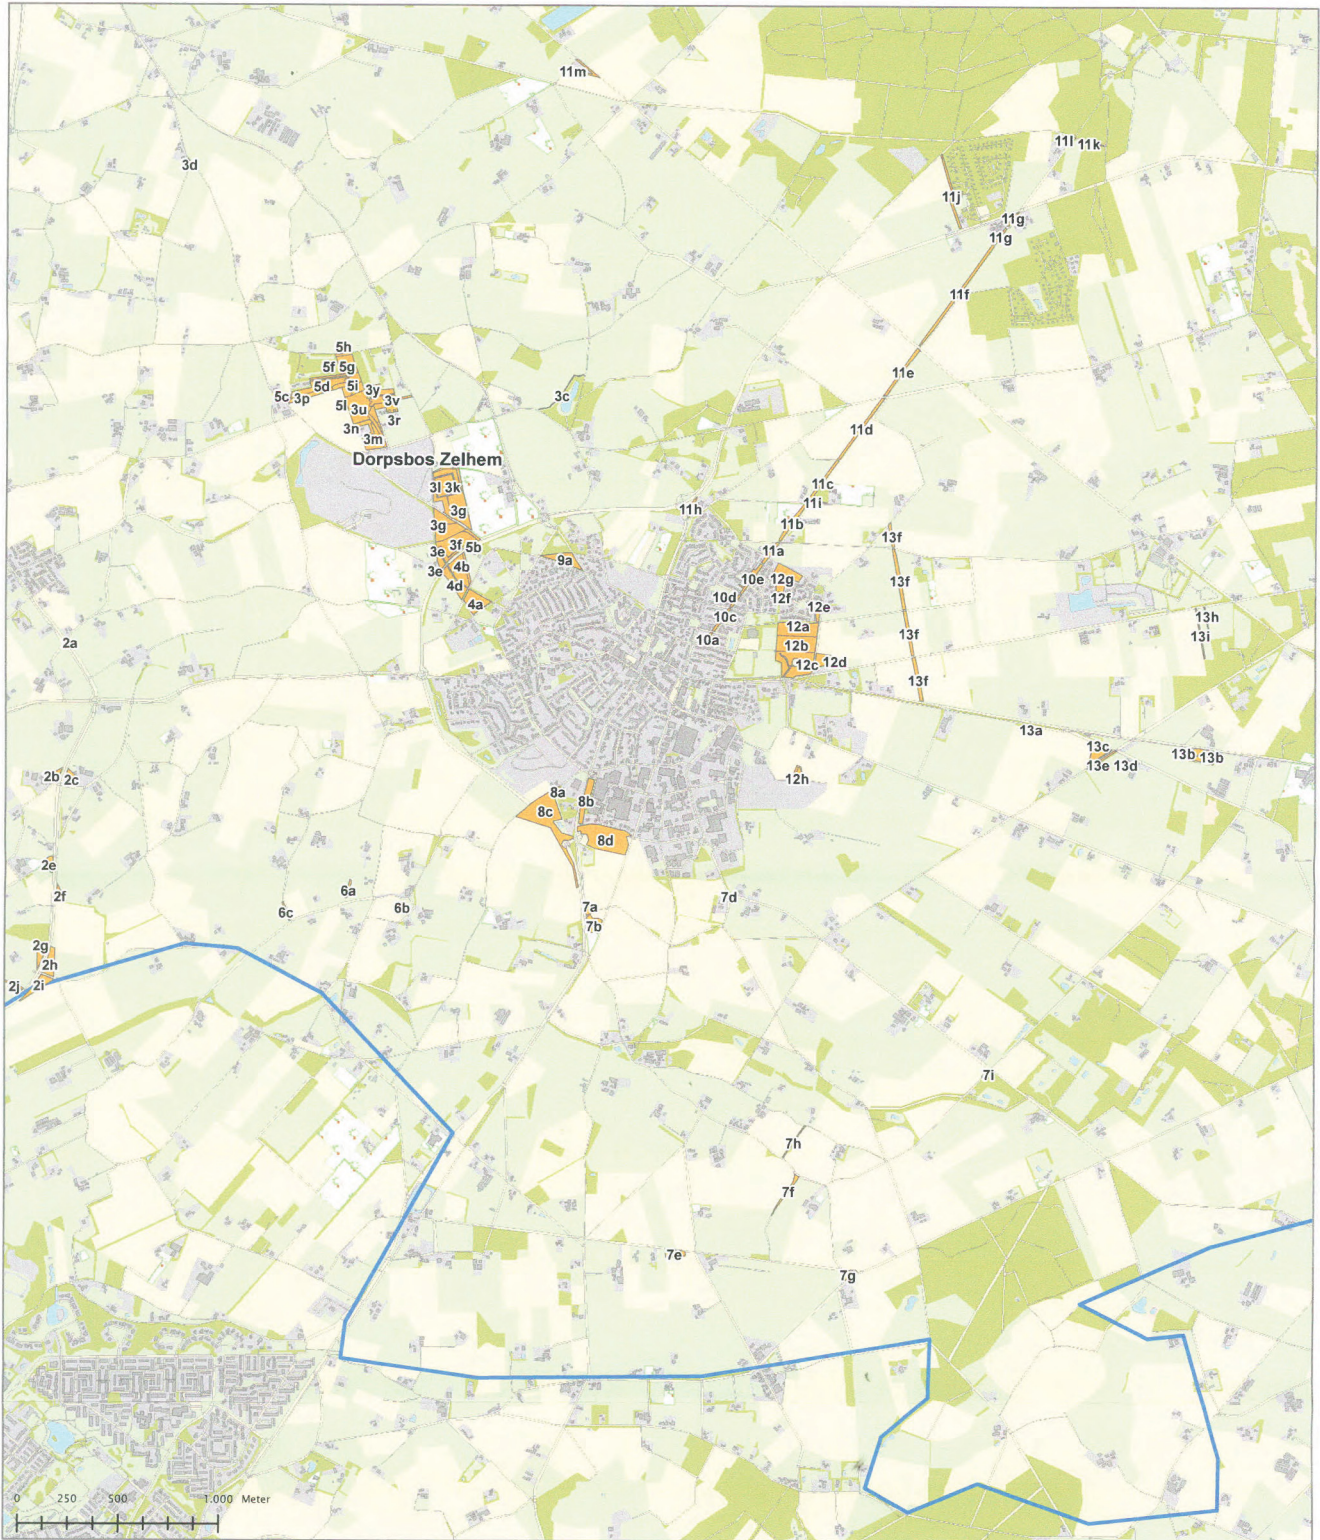 11m
11l 11k
3d
11j
11g
11g
11f
5h
5f 5g
5d 5i
5c 3p 3y
3v
5l 3u
3r
3n
3m
3c
11e
11d
Dorpsbos Zelhem
3l 3k
3g
3g
3f
5b
3e
4b
3e
4d
4a
9a
11h
11c
11i
11b
11a
10e 12g
10d 12f
10c
12e
10a
12a
12b
12c 12d
13f
13f
13f
13f
13h
13i
2a
13a
13c
13b 13b
13e 13d
12h
2b 2c
8a
8b
8c
8d
2e
2f
6a
6c
6b
7a
7b
7d
2g
2h
2j 2i
7i
7h
7f
7e
7g
0 250 500 1.000 Meter